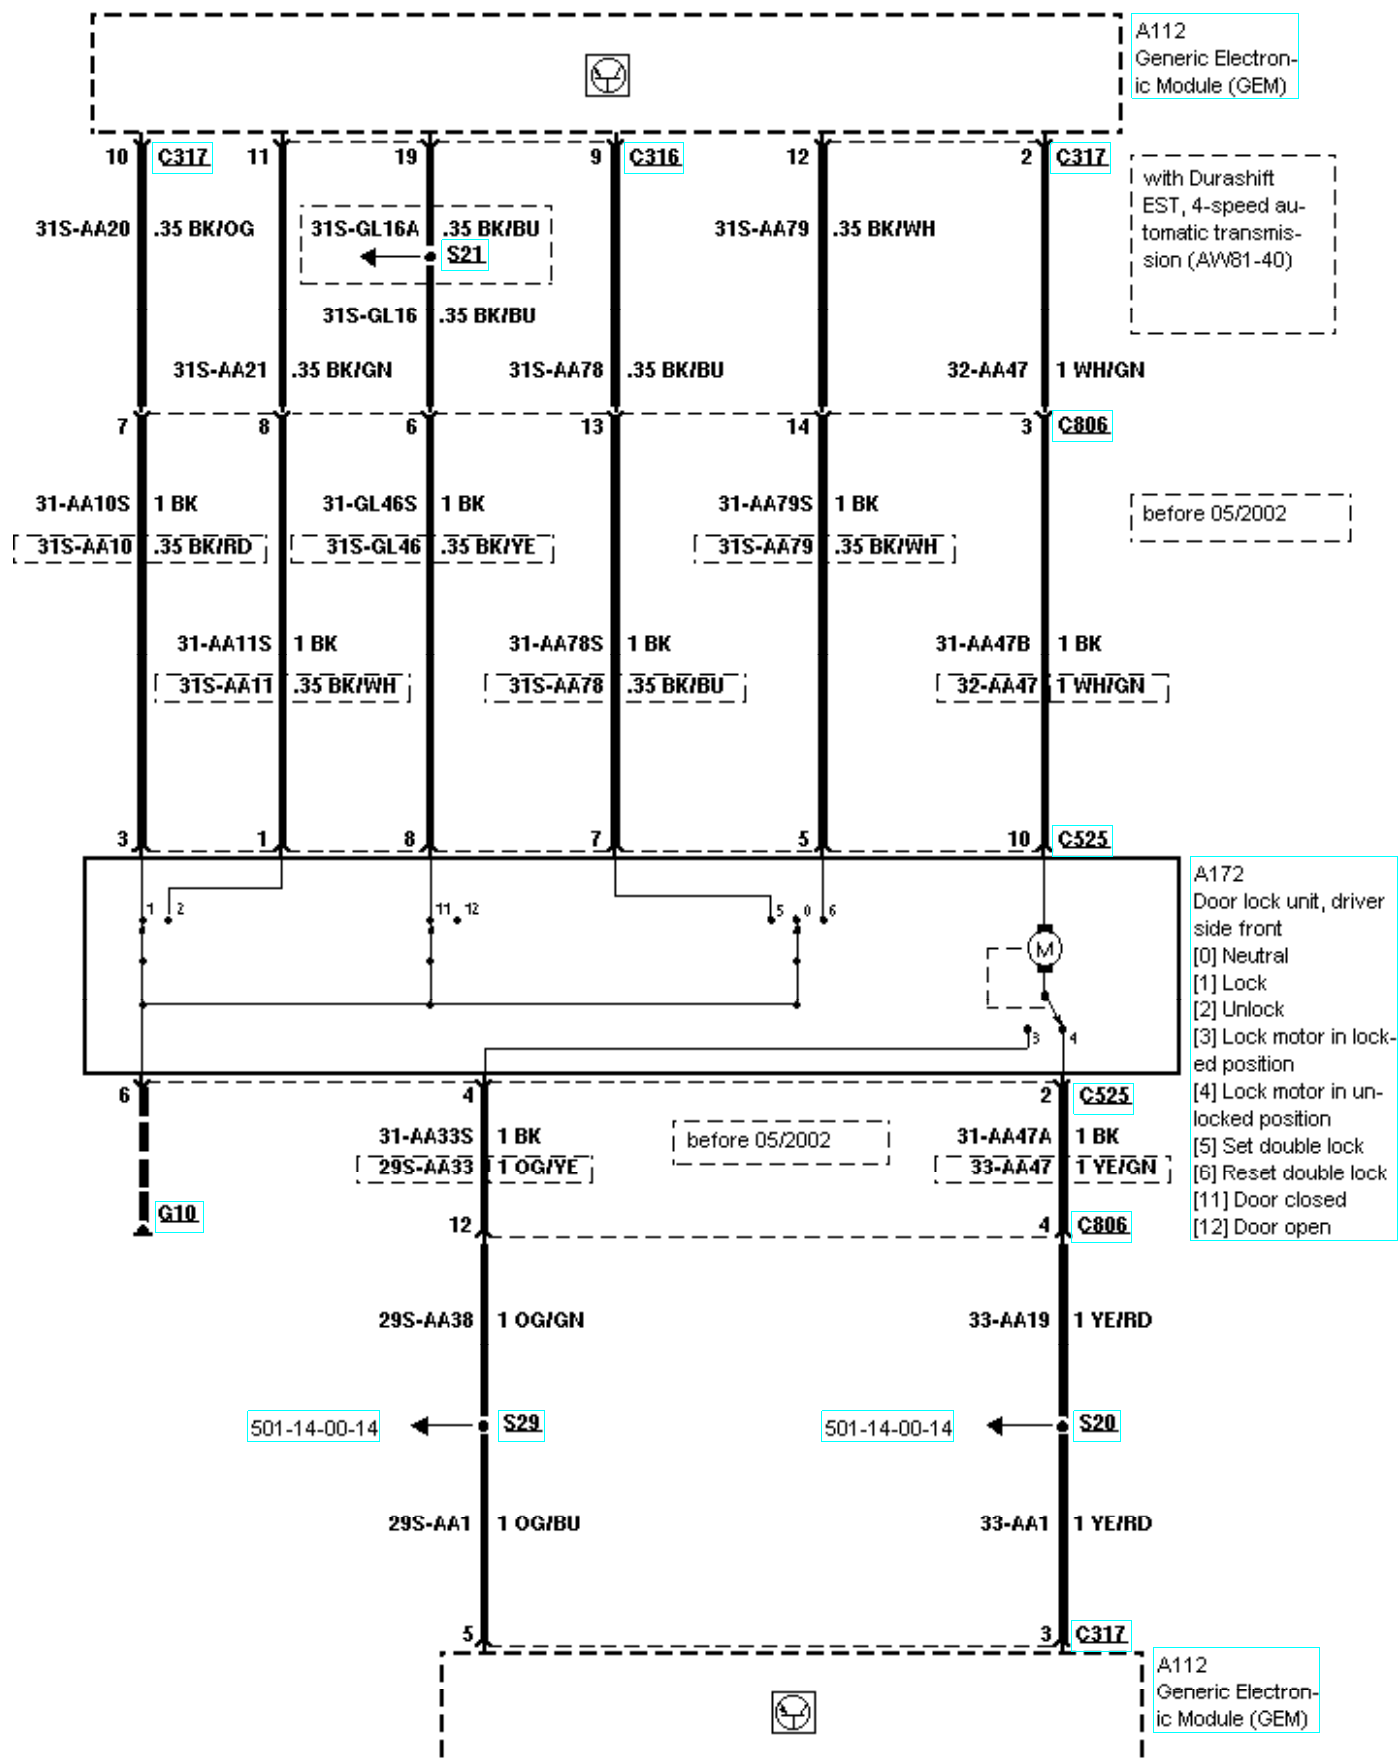 A112
Generic Electron-
ic Module (GEM)
10 C317 11 19 9 C316 12 2 C317
with Durashift
EST, 4-speed au-
tomatic transmis-
sion (AW81-40)
31S-AA20 .35 BK/OG 31S-GL16A .35 BK/BU 31S-AA79 .35 BK/WH
S21
31S-GL16 .35 BK/BU
31S-AA21 .35 BK/GN 31S-AA78 .35 BK/BU 32-AA47 1 WH/GN
7 8 6 13 14 3 C806
31-AA10S 1 BK 31-GL46S 1 BK 31-AA79S 1 BK
before 05/2002
31S-AA10 .35 BK/RD 31S-GL46 .35 BK/YE 31S-AA79 .35 BK/WH
31-AA11S 1 BK 31-AA78S 1 BK 31-AA47B 1 BK
31S-AA11 .35 BK/WH 31S-AA78 .35 BK/BU 32-AA47 1 WH/GN
3 1 8 7 5 10 C525
A172
Door lock unit, driver
side front
[0] Neutral
[1] Lock
[2] Unlock
[3] Lock motor in lock-
ed position
[4] Lock motor in un-
locked position
[5] Set double lock
[6] Reset double lock
[11] Door closed
[12] Door open
1 2 11 12 5 0 6
M
3 4
6 4 2 C525
31-AA33S 1 BK before 05/2002 31-AA47A 1 BK
29S-AA33 1 OG/YE 33-AA47 1 YE/GN
G10 12 4 C806
29S-AA38 1 OG/GN 33-AA19 1 YE/RD
501-14-00-14 S29 501-14-00-14 S20
29S-AA1 1 OG/BU 33-AA1 1 YE/RD
5 3 C317
A112
Generic Electron-
ic Module (GEM)